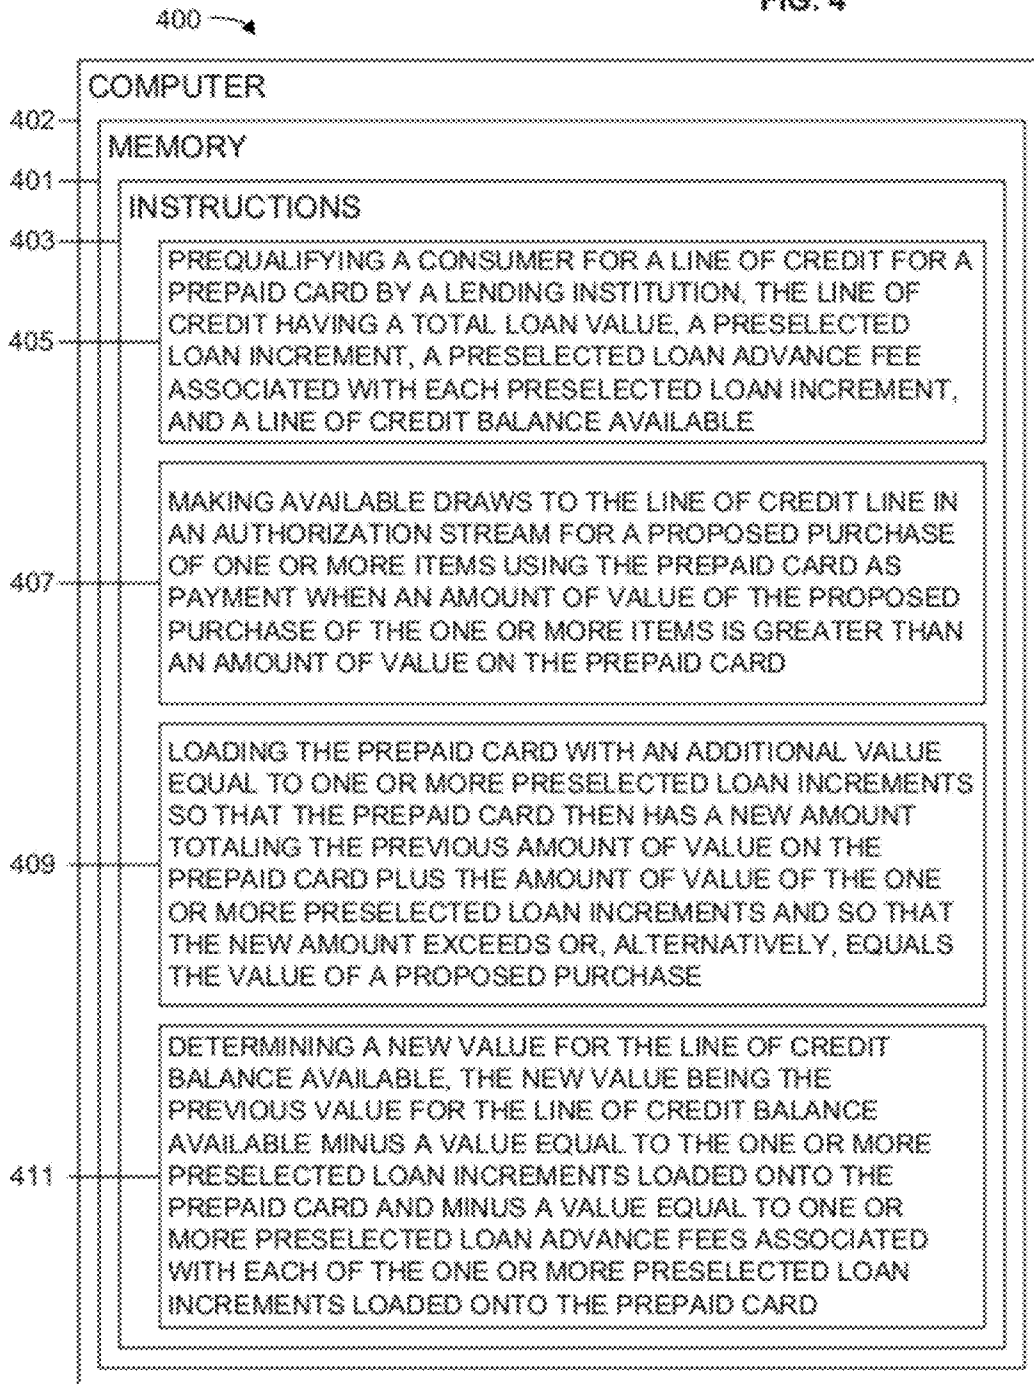 FIG. 4
400
COMPUTER
402
MEMORY
401
INSTRUCTIONS
403
PREQUALIFYING A CONSUMER FOR A LINE OF CREDIT FOR A
PREPAID CARD BY A LENDING INSTITUTION, THE LINE OF
CREDIT HAVING A TOTAL LOAN VALUE, A PRESELECTED
405
LOAN INCREMENT, A PRESELECTED LOAN ADVANCE FEE
ASSOCIATED WITH EACH PRESELECTED LOAN INCREMENT,
AND A LINE OF CREDIT BALANCE AVAILABLE
MAKING AVAILABLE DRAWS TO THE LINE OF CREDIT LINE IN
AN AUTHORIZATION STREAM FOR A PROPOSED PURCHASE
OF ONE OR MORE ITEMS USING THE PREPAID CARD AS
407
PAYMENT WHEN AN AMOUNT OF VALUE OF THE PROPOSED
PURCHASE OF THE ONE OR MORE ITEMS IS GREATER THAN
AN AMOUNT OF VALUE ON THE PREPAID CARD
LOADING THE PREPAID CARD WITH AN ADDITIONAL VALUE
EQUAL TO ONE OR MORE PRESELECTED LOAN INCREMENTS
SO THAT THE PREPAID CARD THEN HAS A NEW AMOUNT
TOTALING THE PREVIOUS AMOUNT OF VALUE ON THE
409
PREPAID CARD PLUS THE AMOUNT OF VALUE OF THE ONE
OR MORE PRESELECTED LOAN INCREMENTS AND SO THAT
THE NEW AMOUNT EXCEEDS OR, ALTERNATIVELY, EQUALS
THE VALUE OF A PROPOSED PURCHASE
DETERMINING A NEW VALUE FOR THE LINE OF CREDIT
BALANCE AVAILABLE, THE NEW VALUE BEING THE
PREVIOUS VALUE FOR THE LINE OF CREDIT BALANCE
AVAILABLE MINUS A VALUE EQUAL TO THE ONE OR MORE
411
PRESELECTED LOAN INCREMENTS LOADED ONTO THE
PREPAID CARD AND MINUS A VALUE EQUAL TO ONE OR
MORE PRESELECTED LOAN ADVANCE FEES ASSOCIATED
WITH EACH OF THE ONE OR MORE PRESELECTED LOAN
INCREMENTS LOADED ONTO THE PREPAID CARD